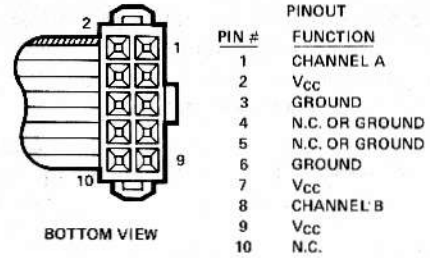 2
1
9
10
BOTTOM VIEW
PINOUT
PIN # FUNCTION
1 CHANNEL A
2 VCC
3 GROUND
4 N.C. OR GROUND
5 N.C. OR GROUND
6 GROUND
7 VCC
8 CHANNEL B
9 VCC
10 N.C.